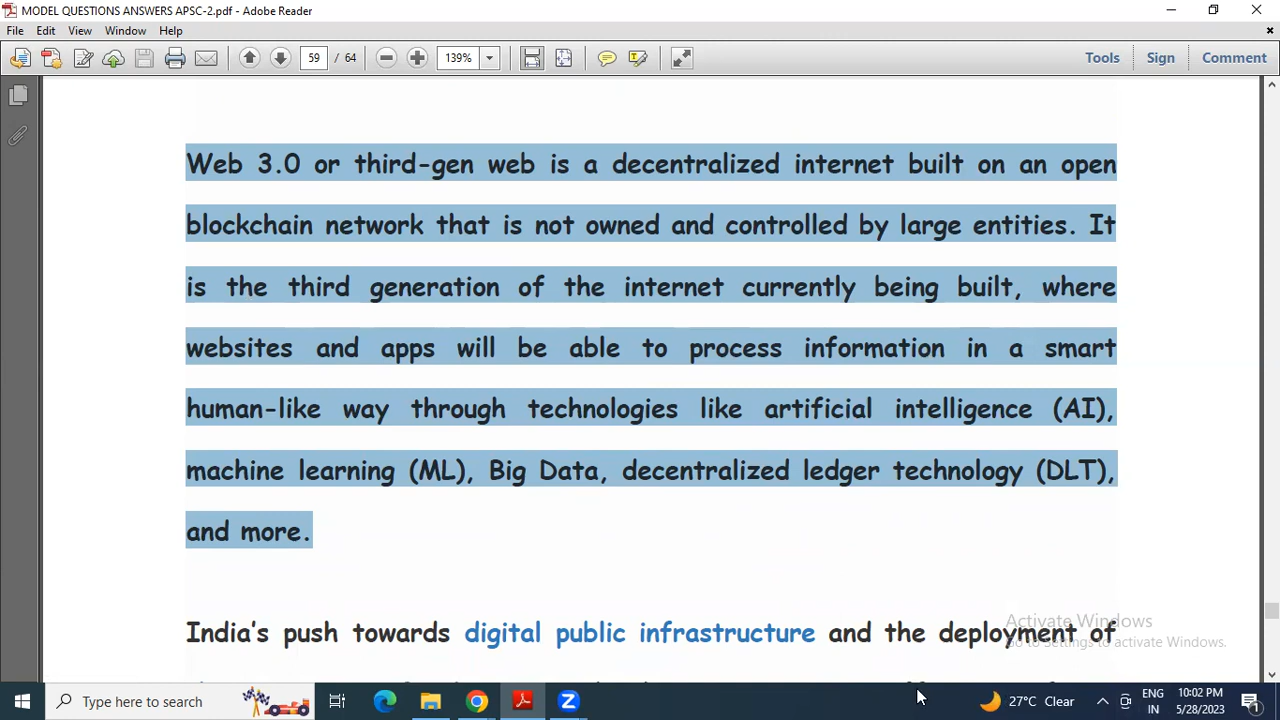 MODEL QUESTIONS ANSWERS APSC-2.pdf - Adobe Reader
File Edit View Window Help
59 / 64 139% Tools Sign Comment
Web 3.0 or third-gen web is a decentralized internet built on an open
blockchain network that is not owned and controlled by large entities. It
is the third generation of the internet currently being built, where
websites and apps will be able to process information in a smart
human-like way through technologies like artificial intelligence (AI),
machine learning (ML), Big Data, decentralized ledger technology (DLT),
and more.
India's push towards digital public infrastructure and the deployment of
Activate Windows
Go to Settings to activate Windows.
Type here to search
27°C Clear
ENG
IN
10:02 PM
5/28/2023
1